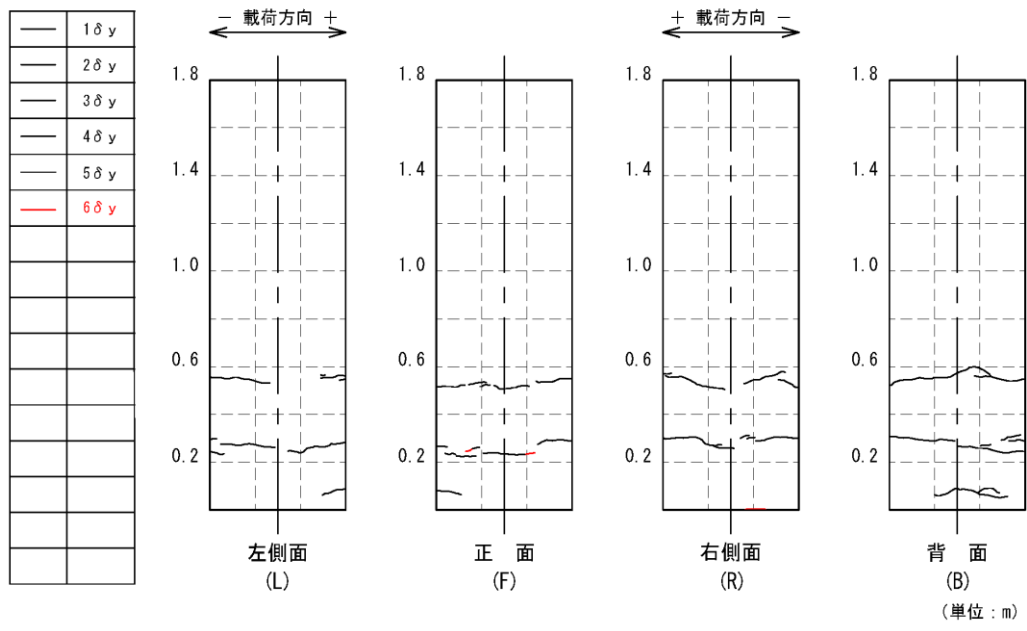 1δy
2δy
3δy
4δy
5δy
6δy
− 載荷方向 +
+ 載荷方向 −
1.8
1.4
1.0
0.6
0.2
1.8
1.4
1.0
0.6
0.2
1.8
1.4
1.0
0.6
0.2
1.8
1.4
1.0
0.6
0.2
左側面
(L)
正 面
(F)
右側面
(R)
背 面
(B)
(単位：m)